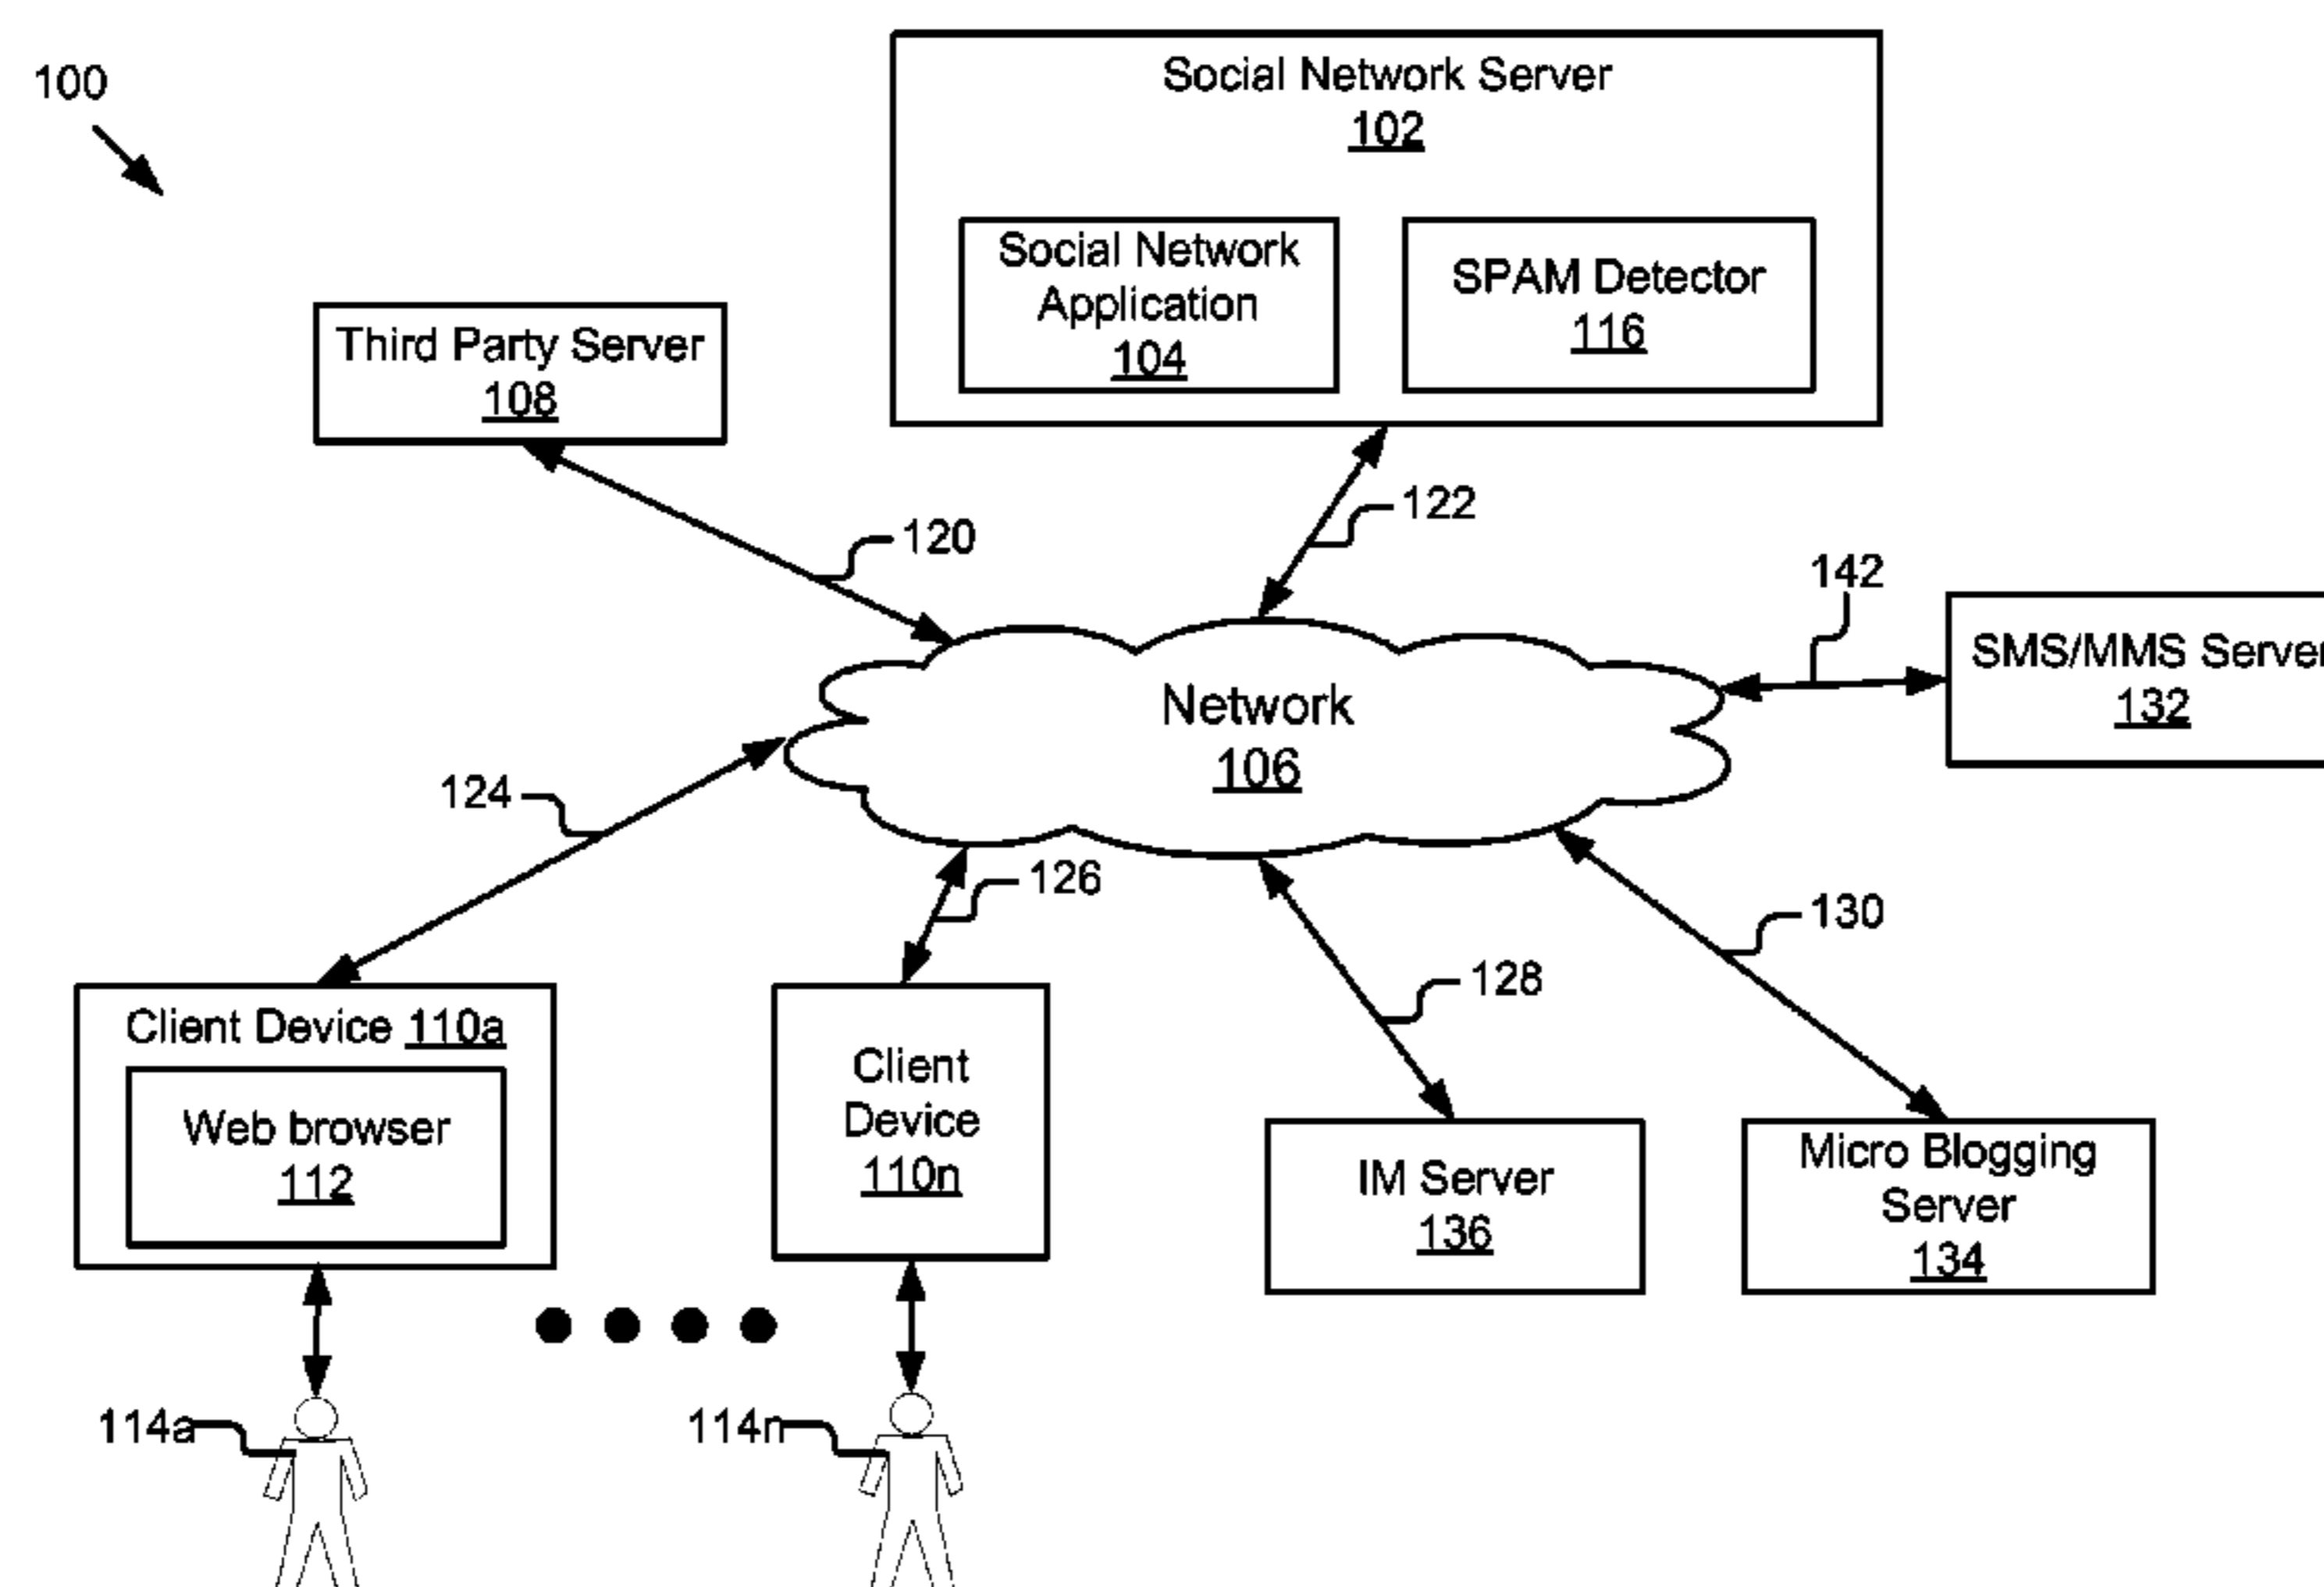 100
Social Network Server
102
Social Network
Application
104
SPAM Detector
116
Third Party Server
108
120
122
142
SMS/MMS Server
132
Network
106
124
126
130
128
Client Device 110a
Web browser
112
Client
Device
110n
IM Server
136
Micro Blogging
Server
134
114a
114n